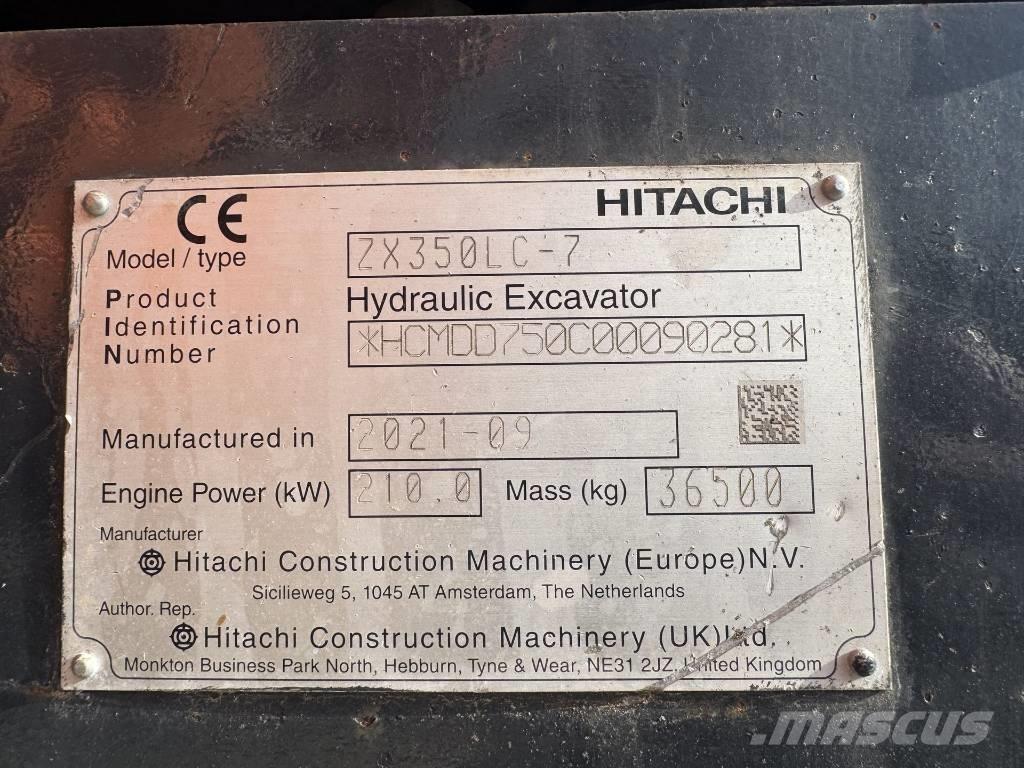 CE HITACHI
Model / type ZX350LC-7
Product Hydraulic Excavator
Identification
Number *HCMDD750C00090281*
Manufactured in 2021-09
Engine Power (kW) 210.0 Mass (kg) 36500
Manufacturer
Hitachi Construction Machinery (Europe)N.V.
Sicilieweg 5, 1045 AT Amsterdam, The Netherlands
Author. Rep.
Hitachi Construction Machinery (UK)Ltd.
Monkton Business Park North, Hebburn, Tyne & Wear, NE31 2JZ, United Kingdom
MASCUS